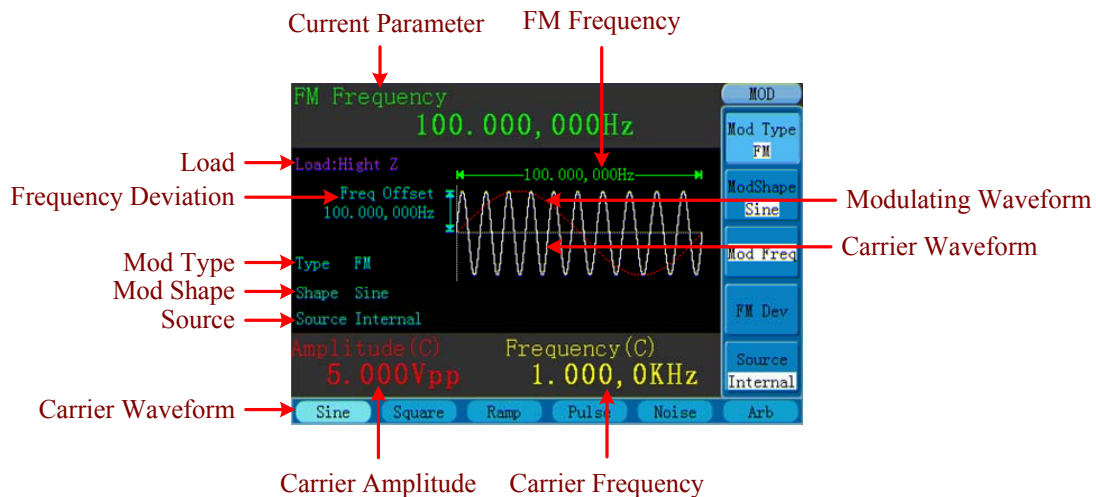 Current Parameter
FM Frequency
FM Frequency
100.000,000Hz
MOD
Mod Type
FM
Load
Load:Hight Z
100.000,000Hz
Frequency Deviation
Freq Offset
100.000,000Hz
ModShape
Sine
Modulating Waveform
Carrier Waveform
Mod Freq
Mod Type
Type FM
Mod Shape
Shape Sine
Source
Source Internal
FM Dev
Amplitude(C)
5.000Vpp
Frequency(C)
1.000,0KHz
Source
Internal
Carrier Waveform
Sine Square Ramp Pulse Noise Arb
Carrier Amplitude
Carrier Frequency